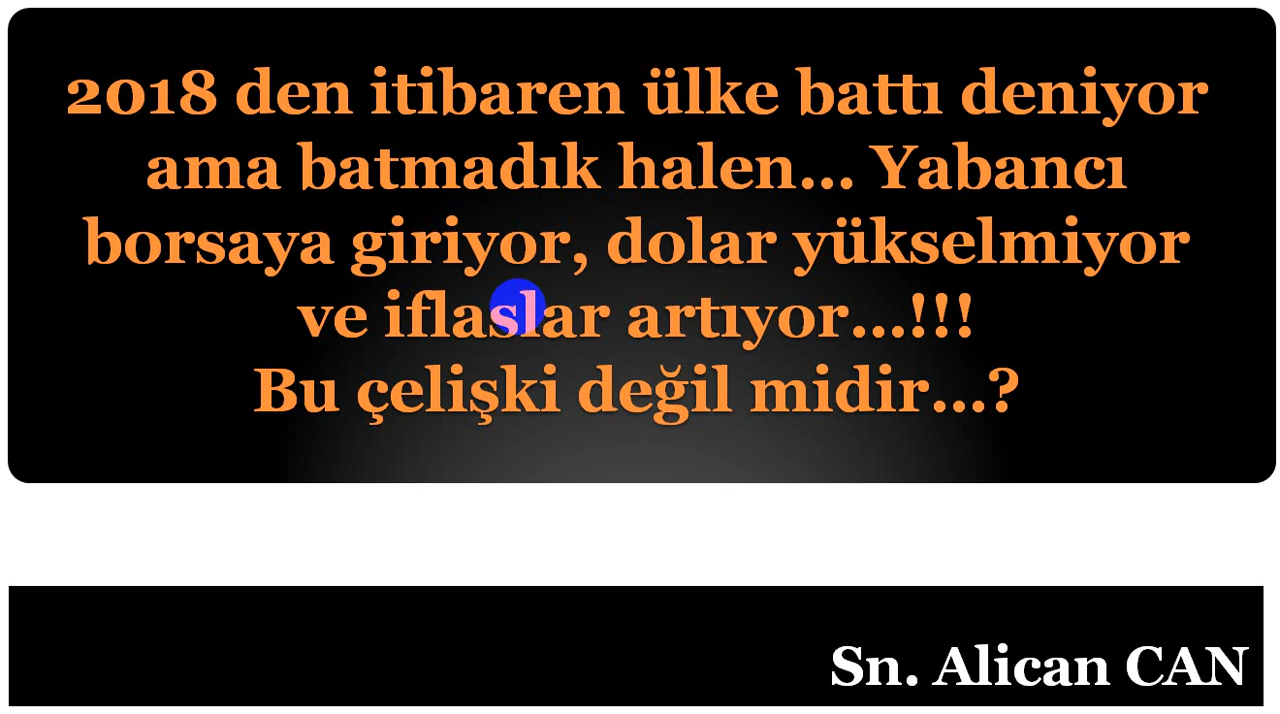 2018 den itibaren ülke battı deniyor
ama batmadık halen... Yabancı
borsaya giriyor, dolar yükselmiyor
ve iflaslar artıyor...!!!
Bu çelişki değil midir...?
Sn. Alican CAN